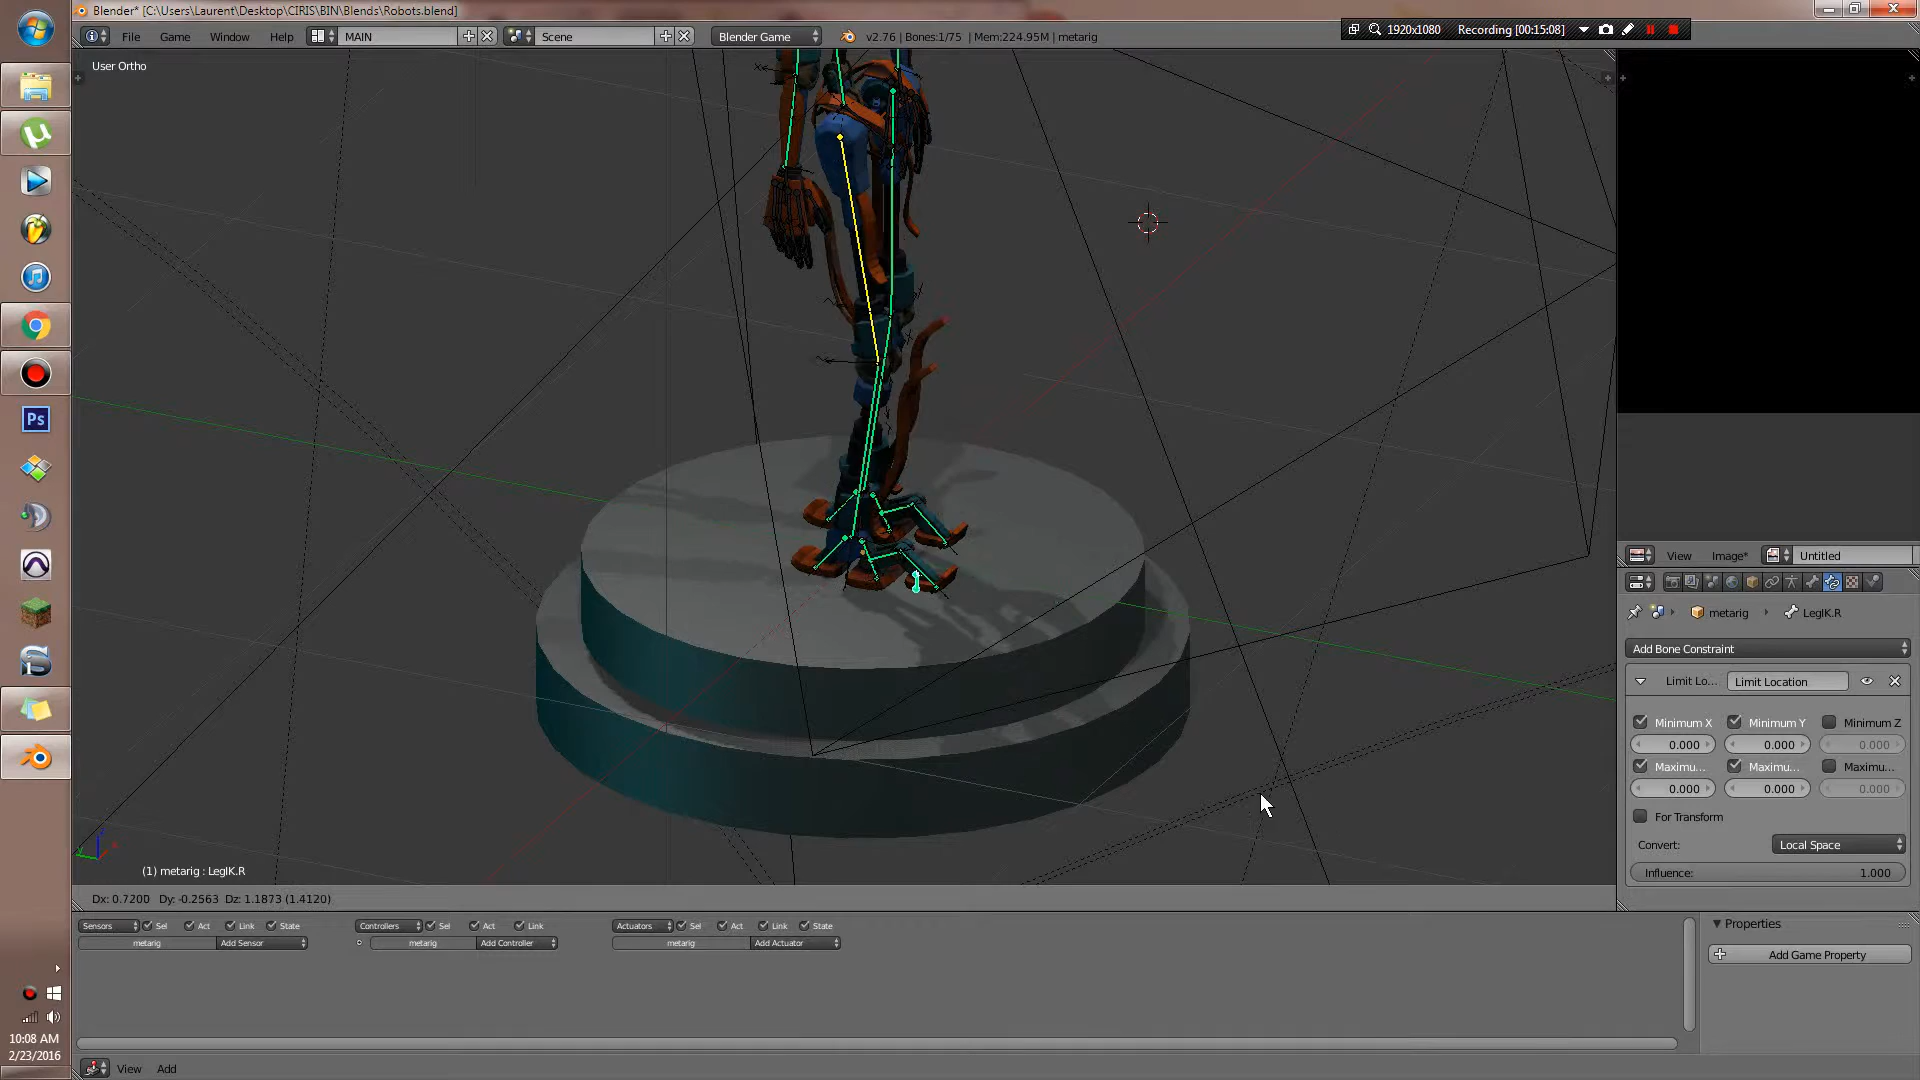 Blender* [C:\Users\Laurent\Desktop\CIRIS\BIN\Blends\Robots.blend]
File Game Window Help MAIN Scene Blender Game v2.76 | Bones:1/75 | Mem:224.95M | metarig
1920x1080 Recording [00:15:08]
User Ortho
Ps
View Image* Untitled
metarig LegIK.R
Add Bone Constraint
Limit Lo... Limit Location
Minimum X Minimum Y Minimum Z
0.000 0.000 0.000
Maximu... Maximu... Maximu...
0.000 0.000 0.000
For Transform
Convert: Local Space
Influence: 1.000
(1) metarig : LegIK.R
Dx: 0.7200 Dy: -0.2563 Dz: 1.1873 (1.4120)
Sensors Sel Act Link State Controllers Sel Act Link Actuators Sel Act Link State
metarig Add Sensor metarig Add Controller metarig Add Actuator
Properties
Add Game Property
10:08 AM
2/23/2016
View Add